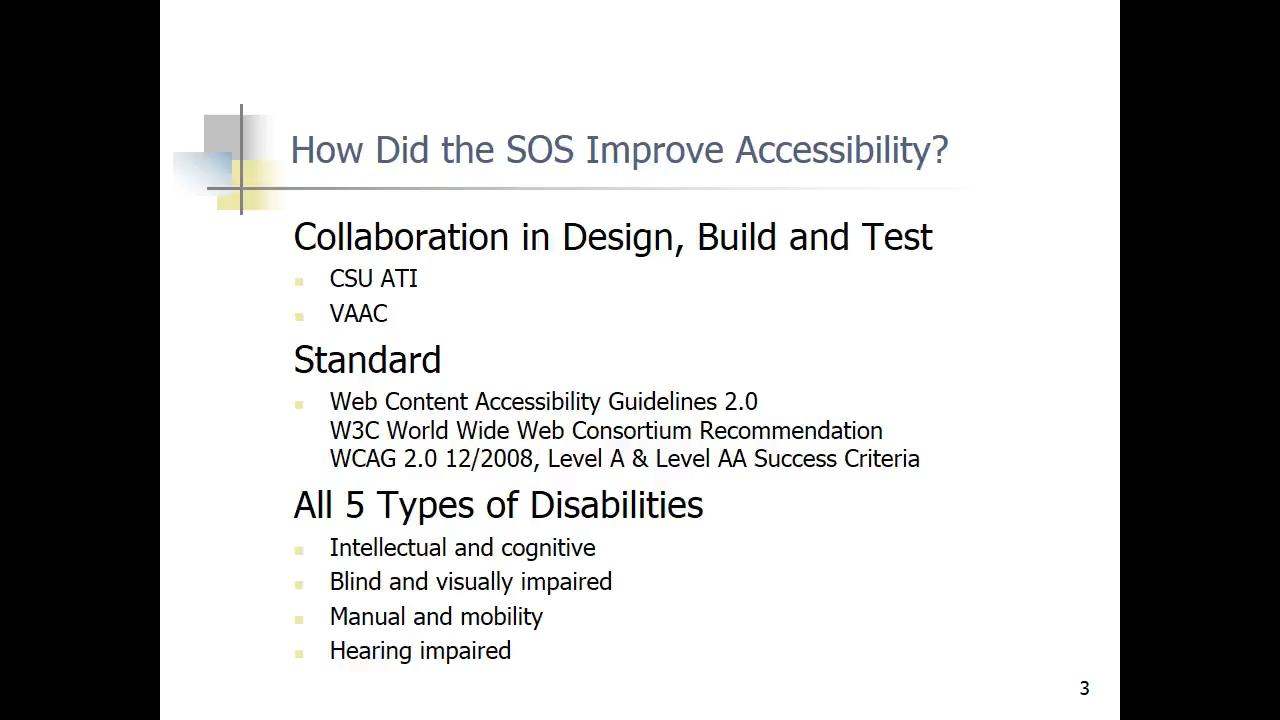 How Did the SOS Improve Accessibility?
Collaboration in Design, Build and Test
CSU ATI
VAAC
Standard
Web Content Accessibility Guidelines 2.0
W3C World Wide Web Consortium Recommendation
WCAG 2.0 12/2008, Level A & Level AA Success Criteria
All 5 Types of Disabilities
Intellectual and cognitive
Blind and visually impaired
Manual and mobility
Hearing impaired
3